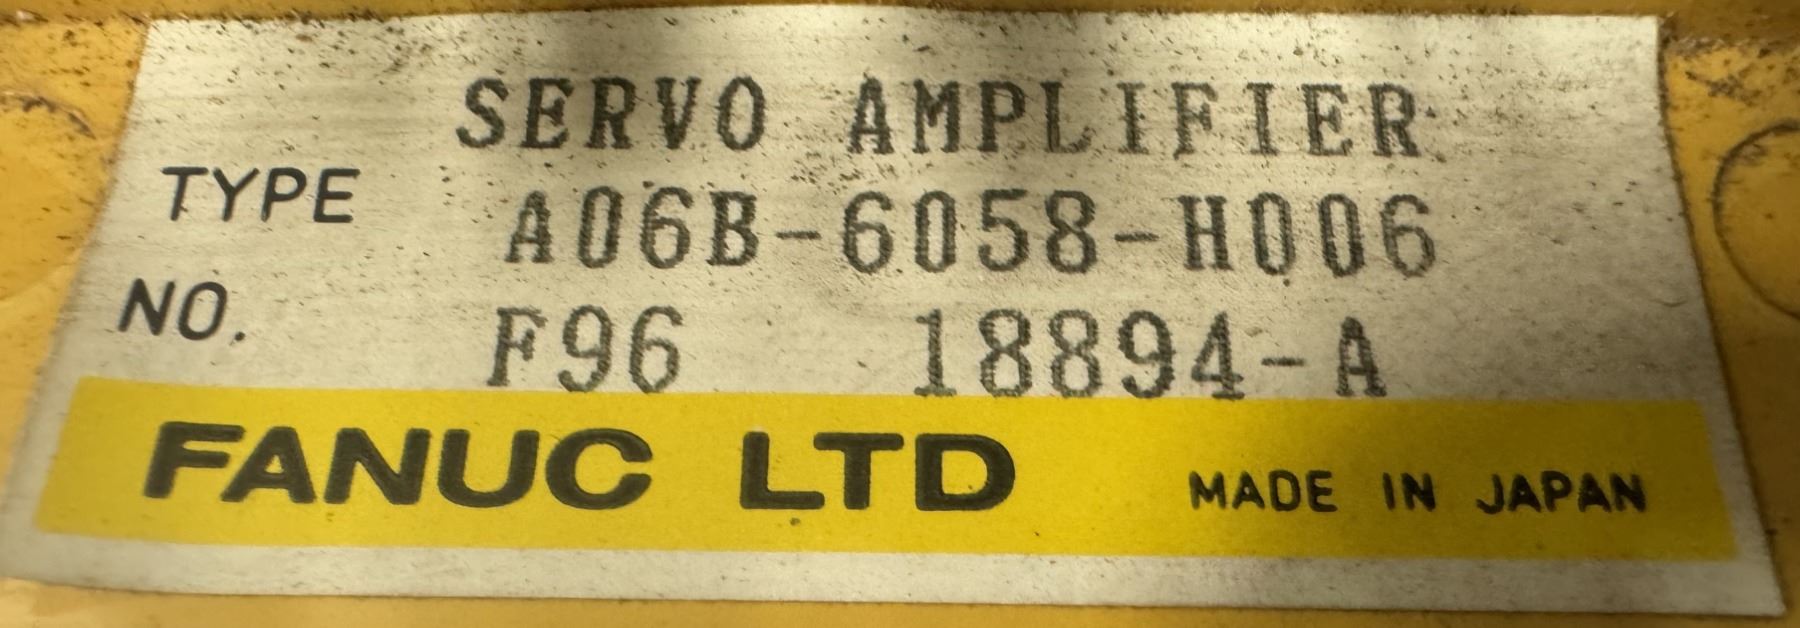 SERVO AMPLIFIER
TYPE A06B-6058-H006
NO. F96 18894-A
FANUC LTD MADE IN JAPAN